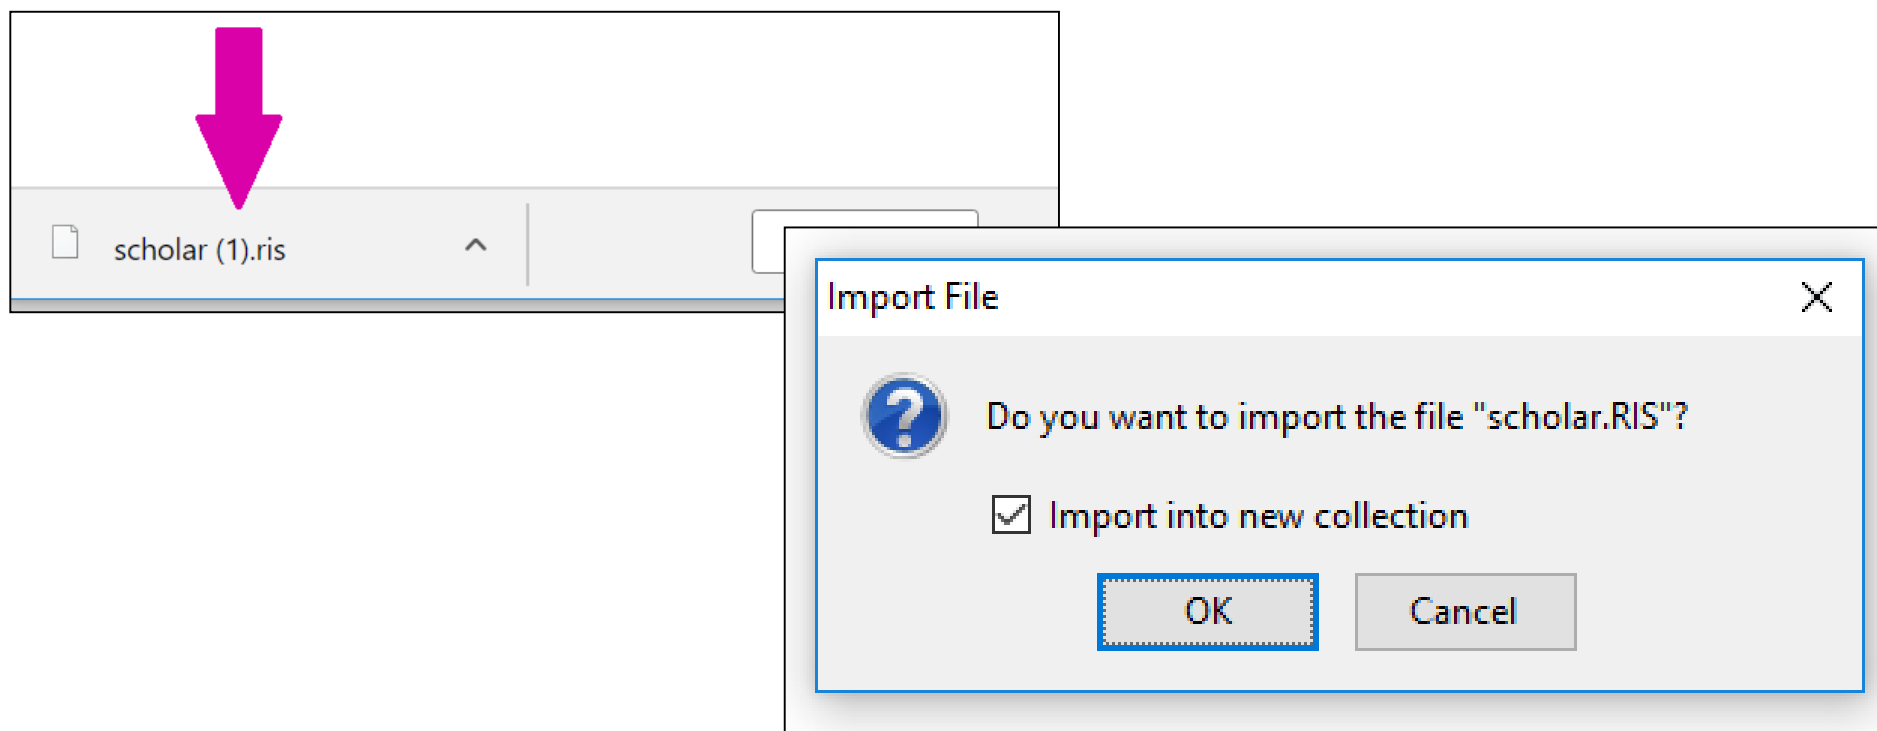 scholar (1).ris
Import File
Do you want to import the file "scholar.RIS"?
Import into new collection
OK
Cancel